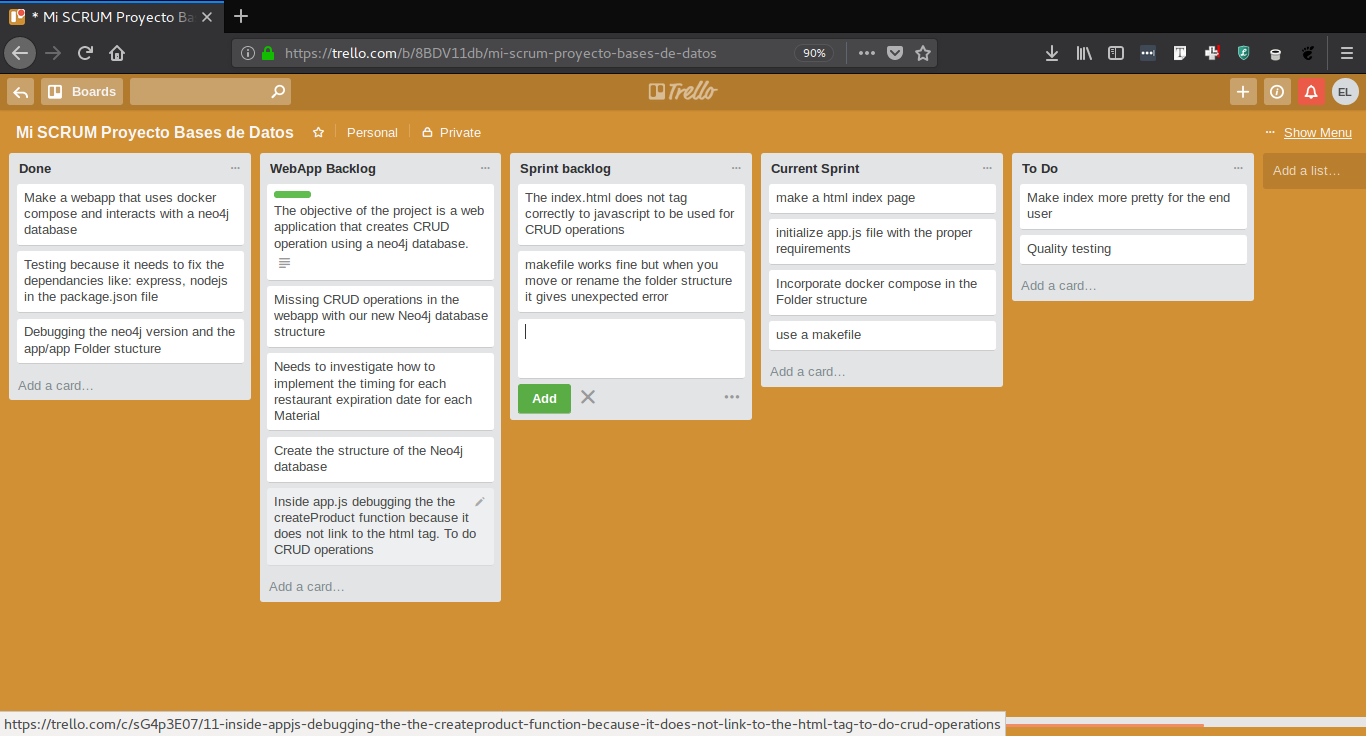 * Mi SCRUM Proyecto Ba
https://trello.com/b/8BDV11db/mi-scrum-proyecto-bases-de-datos
90%
Boards
Trello
EL
Mi SCRUM Proyecto Bases de Datos
Personal
Private
Show Menu
Done
Make a webapp that uses docker
compose and interacts with a neo4j
database
Testing because it needs to fix the
dependancies like: express, nodejs
in the package.json file
Debugging the neo4j version and the
app/app Folder stucture
Add a card…
WebApp Backlog
The objective of the project is a web
application that creates CRUD
operation using a neo4j database.
Missing CRUD operations in the
webapp with our new Neo4j database
structure
Needs to investigate how to
implement the timing for each
restaurant expiration date for each
Material
Create the structure of the Neo4j
database
Inside app.js debugging the the
createProduct function because it
does not link to the html tag. To do
CRUD operations
Add a card…
Sprint backlog
The index.html does not tag
correctly to javascript to be used for
CRUD operations
makefile works fine but when you
move or rename the folder structure
it gives unexpected error
Add
Current Sprint
make a html index page
initialize app.js file with the proper
requirements
Incorporate docker compose in the
Folder structure
use a makefile
Add a card…
To Do
Make index more pretty for the end
user
Quality testing
Add a card…
Add a list…
https://trello.com/c/sG4p3E07/11-inside-appjs-debugging-the-the-createproduct-function-because-it-does-not-link-to-the-html-tag-to-do-crud-operations